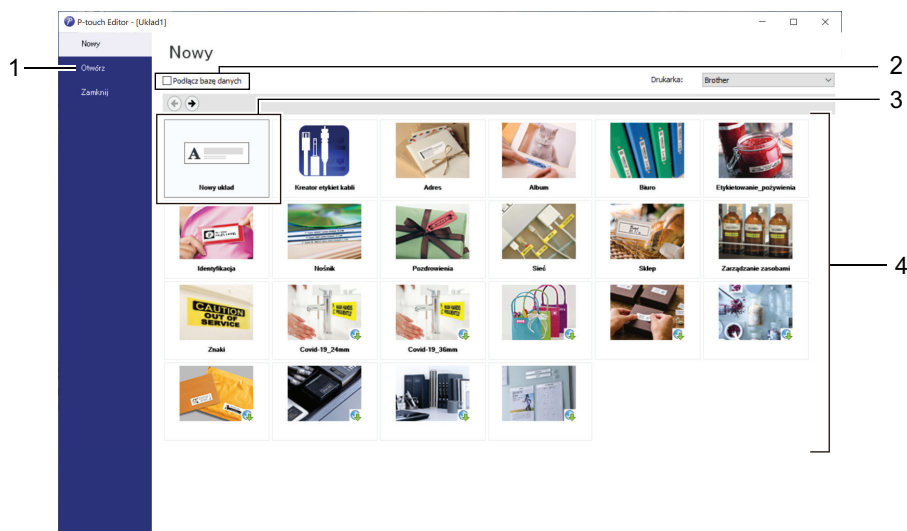 P-touch Editor - [Układ1]
Nowy
Otwórz
Zamknij
Nowy
Podłącz bazę danych
Drukarka:
Brother
1
2
3
4
A
Nowy układ
Kreator etykiet kabli
Adres
Album
Biuro
Etykietowanie_pożywienia
Identyfikacja
Nośnik
Pozdrowienia
Sieć
Sklep
Zarządzanie zasobami
CAUTION
OUT OF
SERVICE
Znaki
Covid-19_24mm
Covid-19_36mm